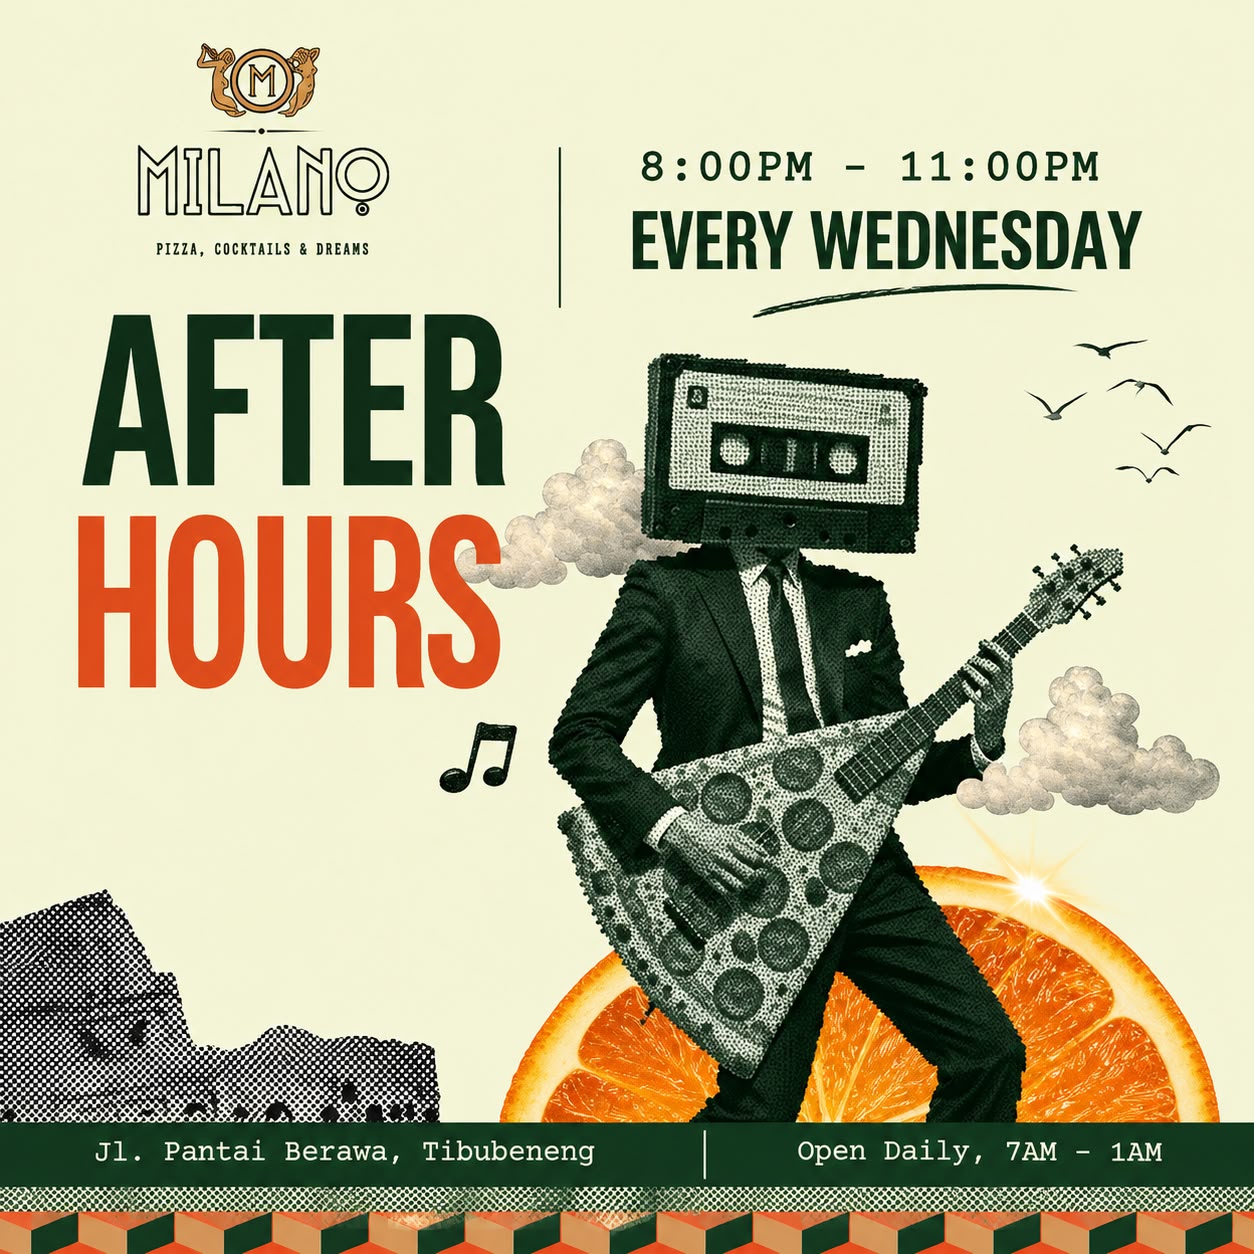 M
MILANO
PIZZA, COCKTAILS & DREAMS
8:00PM – 11:00PM
EVERY WEDNESDAY
AFTER
HOURS
Jl. Pantai Berawa, Tibubeneng
Open Daily, 7AM – 1AM